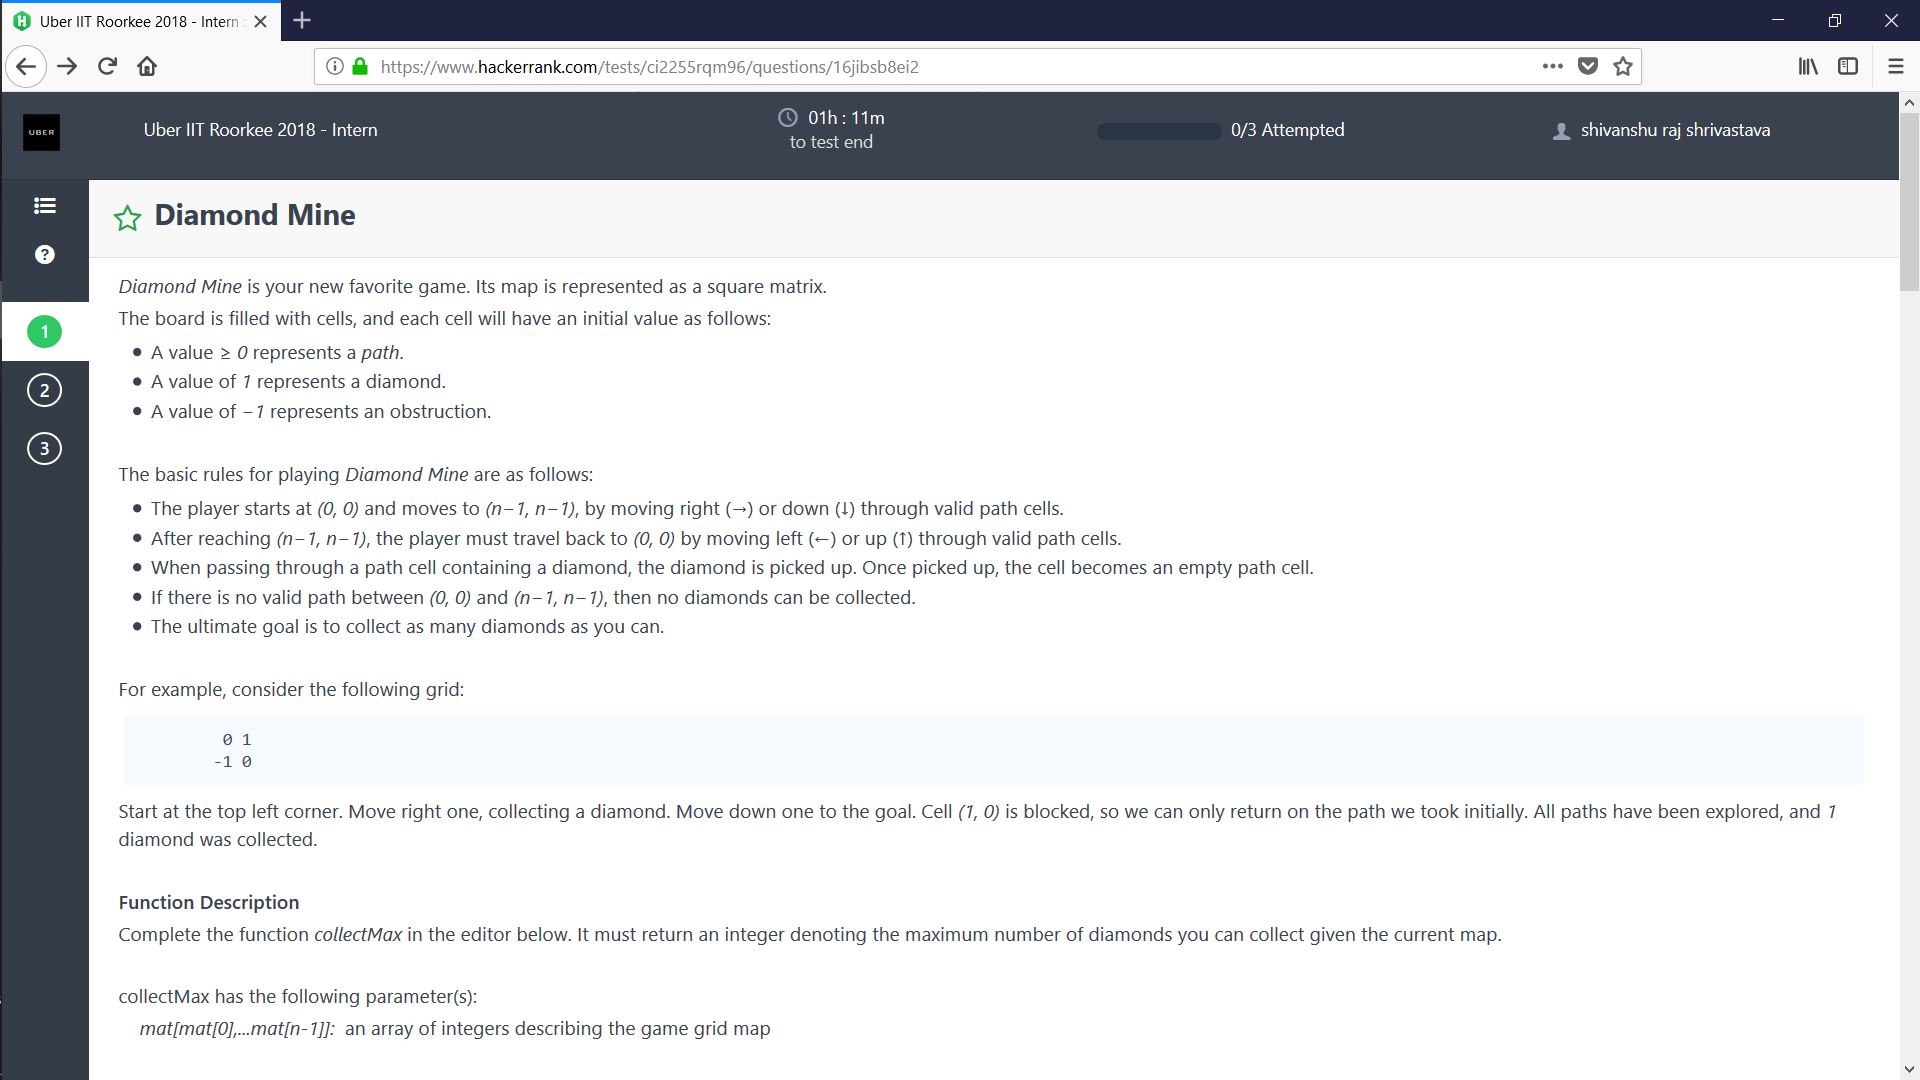 Uber IIT Roorkee 2018 - Intern :
https://www.hackerrank.com/tests/ci2255rqm96/questions/16jibsb8ei2
UBER
Uber IIT Roorkee 2018 - Intern
01h : 11m
to test end
0/3 Attempted
shivanshu raj shrivastava
Diamond Mine
?
1
2
3
Diamond Mine is your new favorite game. Its map is represented as a square matrix.
The board is filled with cells, and each cell will have an initial value as follows:
• A value ≥ 0 represents a path.
• A value of 1 represents a diamond.
• A value of −1 represents an obstruction.
The basic rules for playing Diamond Mine are as follows:
• The player starts at (0, 0) and moves to (n−1, n−1), by moving right (→) or down (↓) through valid path cells.
• After reaching (n−1, n−1), the player must travel back to (0, 0) by moving left (←) or up (↑) through valid path cells.
• When passing through a path cell containing a diamond, the diamond is picked up. Once picked up, the cell becomes an empty path cell.
• If there is no valid path between (0, 0) and (n−1, n−1), then no diamonds can be collected.
• The ultimate goal is to collect as many diamonds as you can.
For example, consider the following grid:
0 1
-1 0
Start at the top left corner. Move right one, collecting a diamond. Move down one to the goal. Cell (1, 0) is blocked, so we can only return on the path we took initially. All paths have been explored, and 1
diamond was collected.
Function Description
Complete the function collectMax in the editor below. It must return an integer denoting the maximum number of diamonds you can collect given the current map.
collectMax has the following parameter(s):
mat[mat[0],...mat[n-1]]: an array of integers describing the game grid map